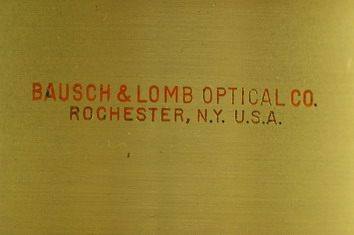 BAUSCH & LOMB OPTICAL CO.
ROCHESTER, N.Y. U.S.A.